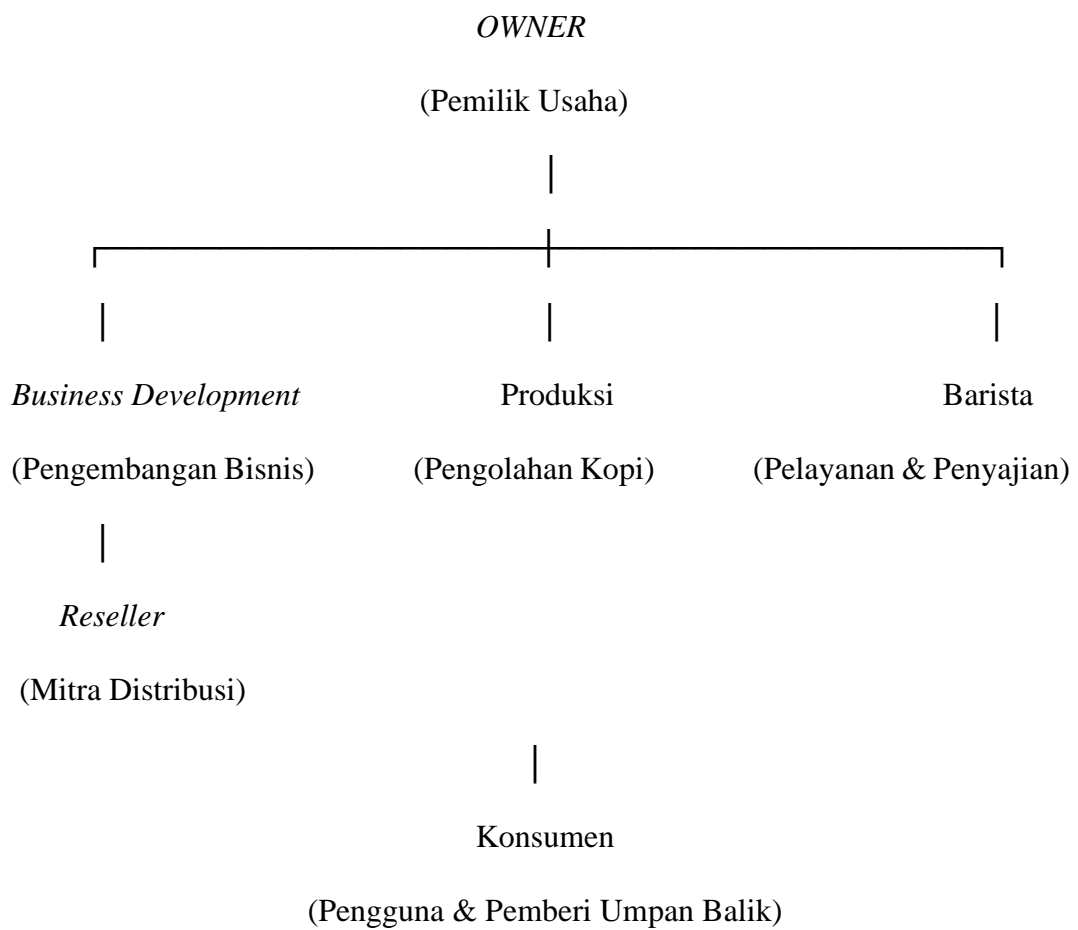 OWNER
(Pemilik Usaha)
Business Development Produksi Barista
(Pengembangan Bisnis) (Pengolahan Kopi) (Pelayanan & Penyajian)
Reseller
(Mitra Distribusi)
Konsumen
(Pengguna & Pemberi Umpan Balik)